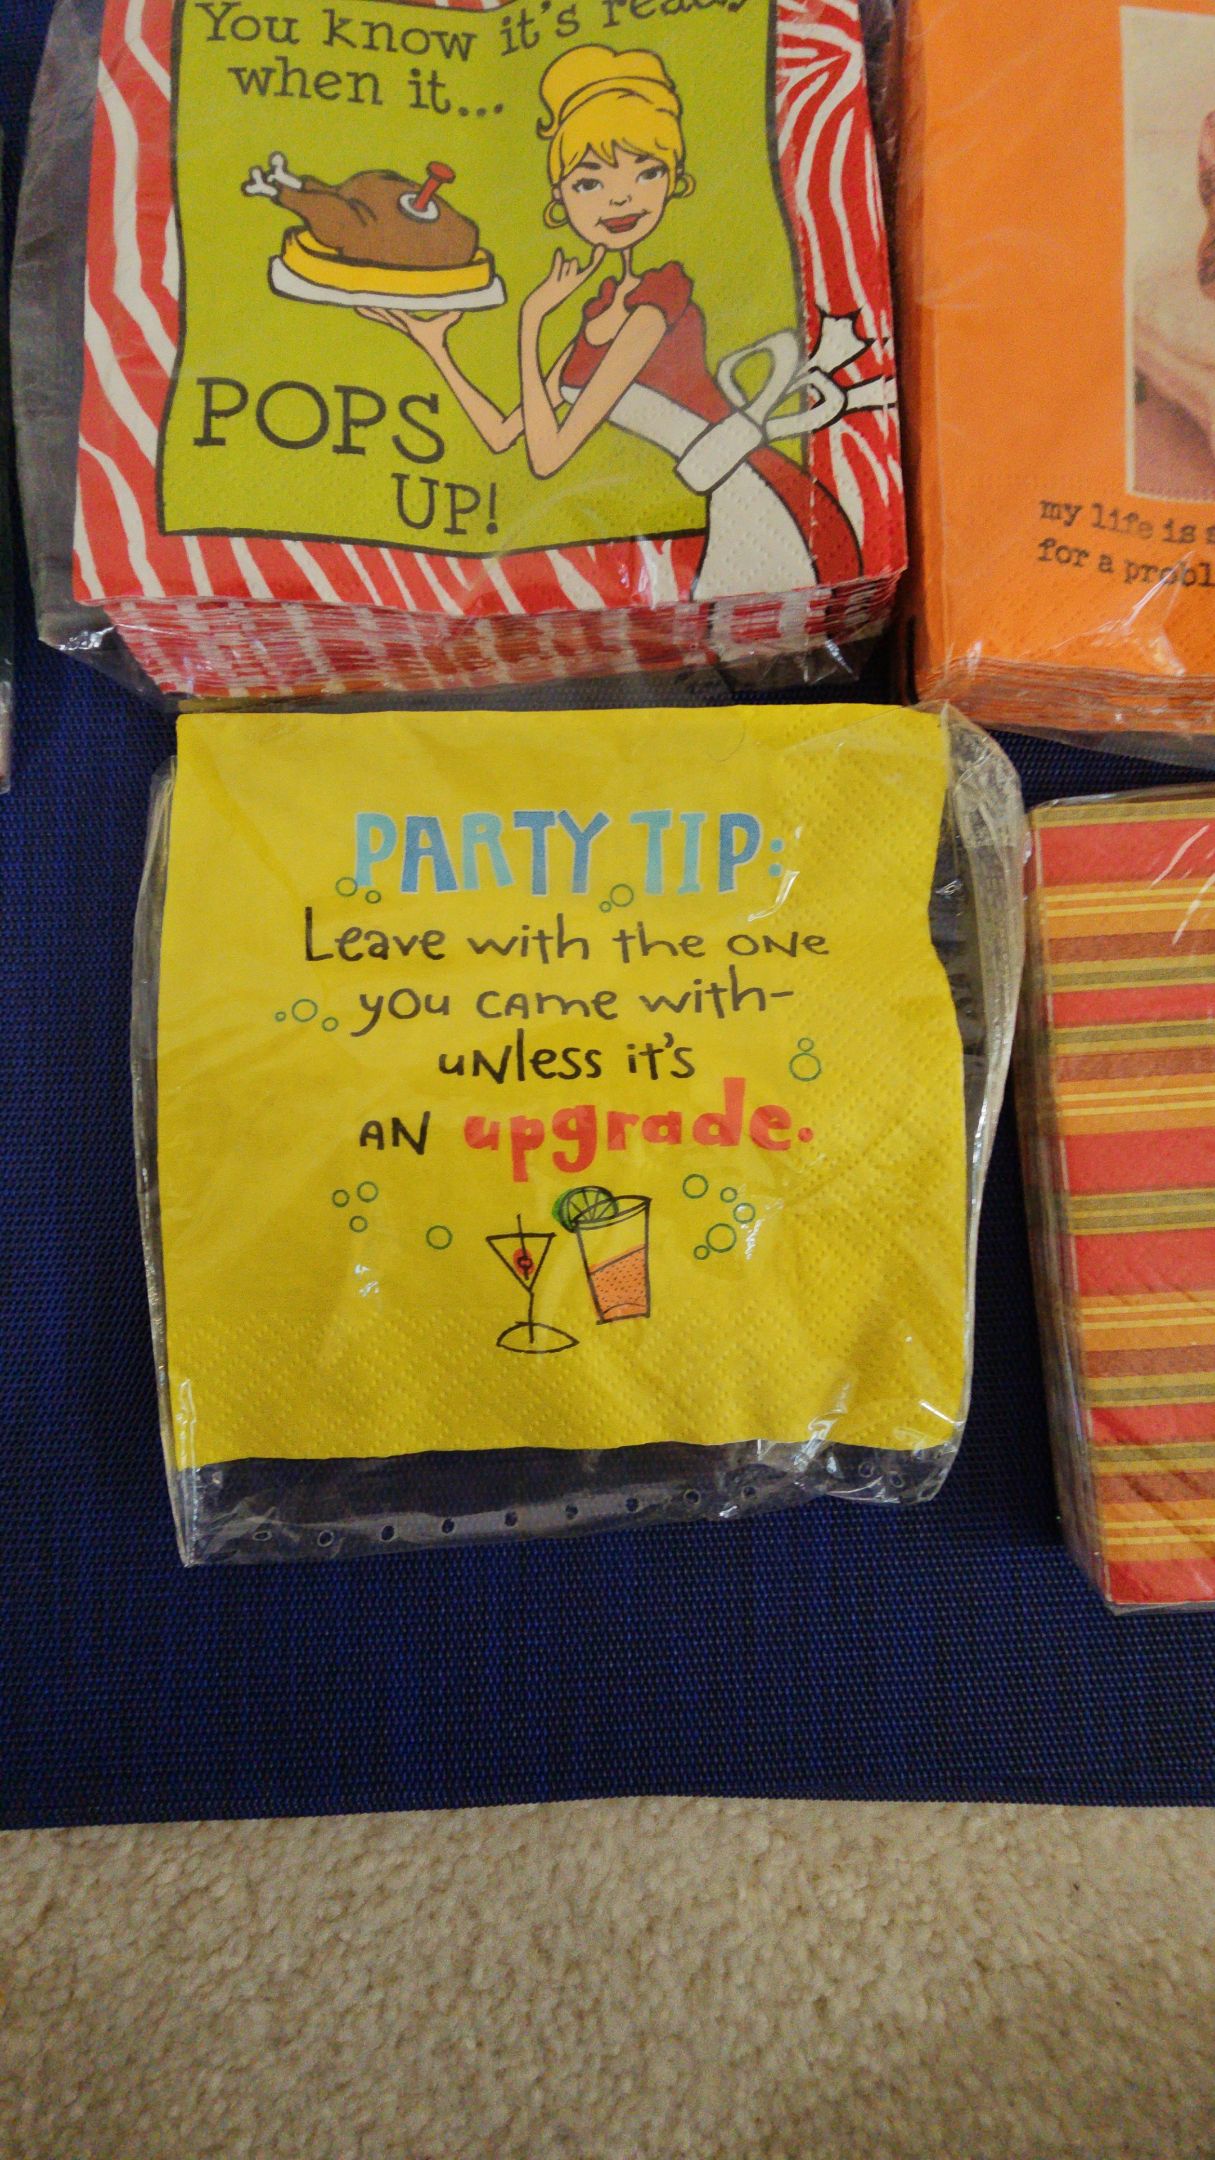 You know it's ready
when it...
POPS
UP!
my life is
for a
PARTY TIP:
Leave with the one
you came with-
unless it's
an upgrade.